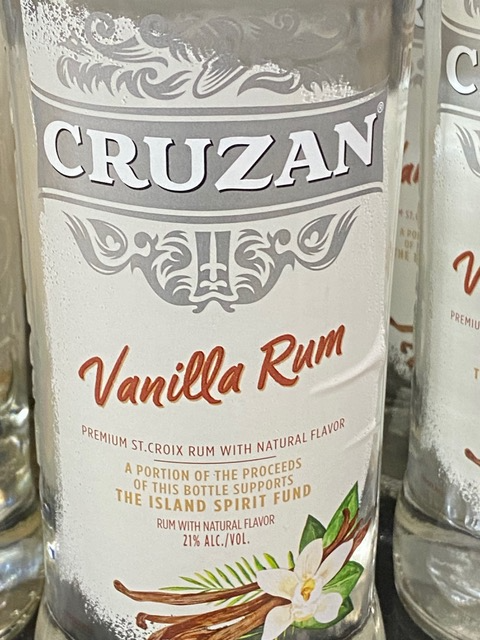 CRUZAN®
Vanilla Rum
PREMIUM ST.CROIX RUM WITH NATURAL FLAVOR
A PORTION OF THE PROCEEDS
OF THIS BOTTLE SUPPORTS
THE ISLAND SPIRIT FUND
RUM WITH NATURAL FLAVOR
21% ALC./VOL.
C
V
PREMIU
T